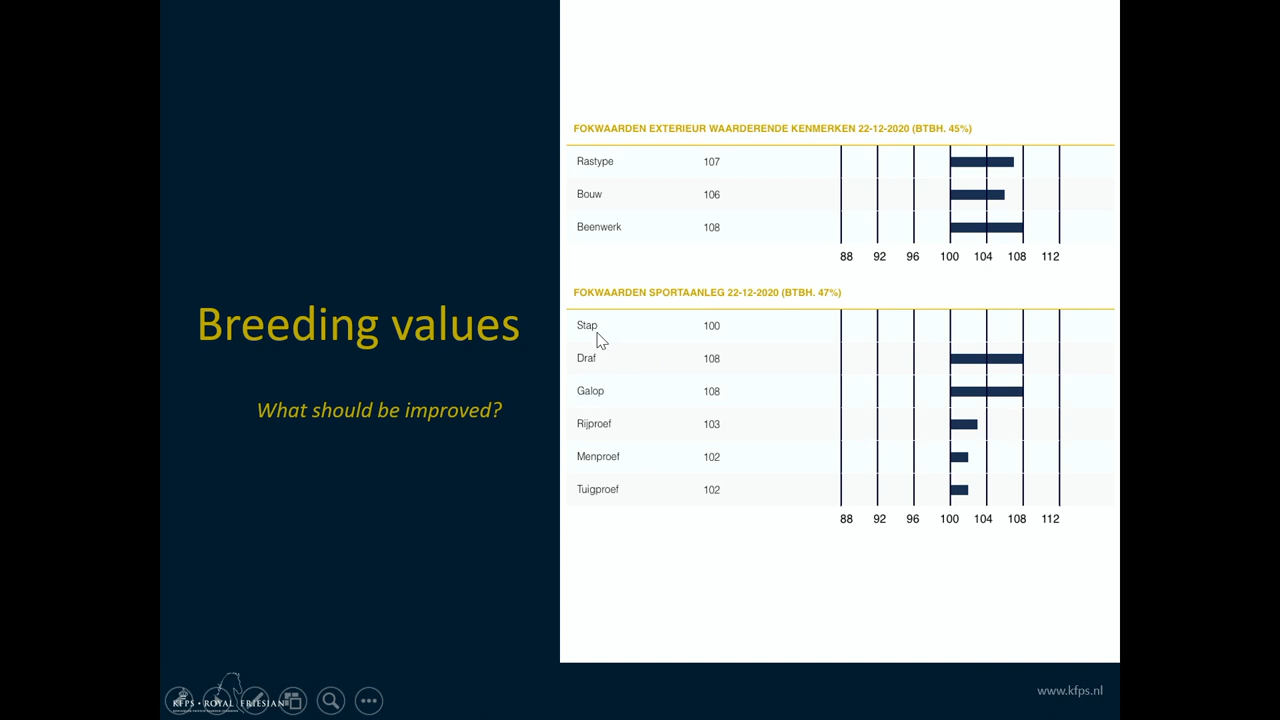 Breeding values
What should be improved?
FOKWAARDEN EXTERIEUR WAARDERENDE KENMERKEN 22-12-2020 (BTBH. 45%)
Rastype 107
Bouw 106
Beenwerk 108
88 92 96 100 104 108 112
FOKWAARDEN SPORTAANLEG 22-12-2020 (BTBH. 47%)
Stap 100
Draf 108
Galop 108
Rijproef 103
Menproef 102
Tuigproef 102
88 92 96 100 104 108 112
KFPS • ROYAL FRIESIAN
www.kfps.nl